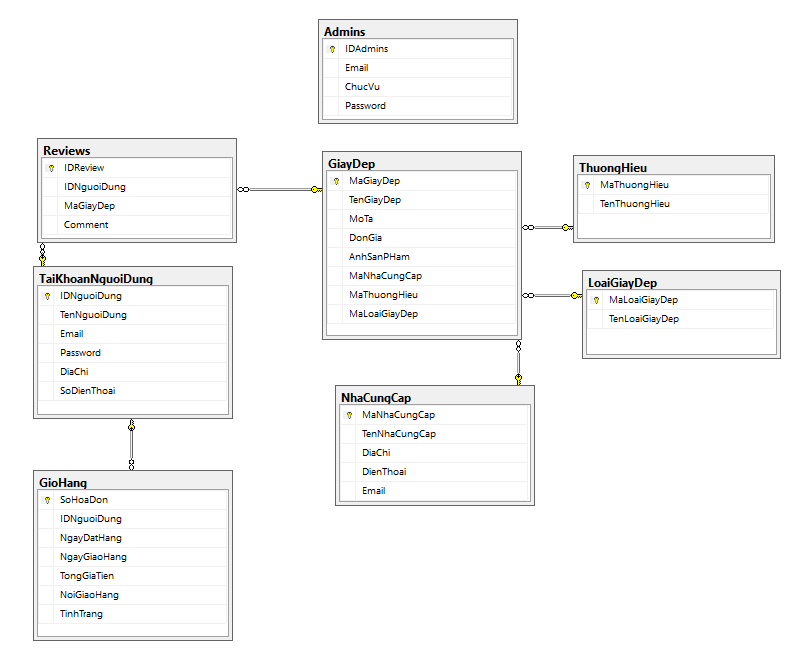 Admins
IDAdmins
Email
ChucVu
Password
Reviews
IDReview
IDNguoiDung
MaGiayDep
Comment
GiayDep
MaGiayDep
TenGiayDep
MoTa
DonGia
AnhSanPHam
MaNhaCungCap
MaThuongHieu
MaLoaiGiayDep
ThuongHieu
MaThuongHieu
TenThuongHieu
TaiKhoanNguoiDung
IDNguoiDung
TenNguoiDung
Email
Password
DiaChi
SoDienThoai
LoaiGiayDep
MaLoaiGiayDep
TenLoaiGiayDep
NhaCungCap
MaNhaCungCap
TenNhaCungCap
DiaChi
DienThoai
Email
GioHang
SoHoaDon
IDNguoiDung
NgayDatHang
NgayGiaoHang
TongGiaTien
NoiGiaoHang
TinhTrang